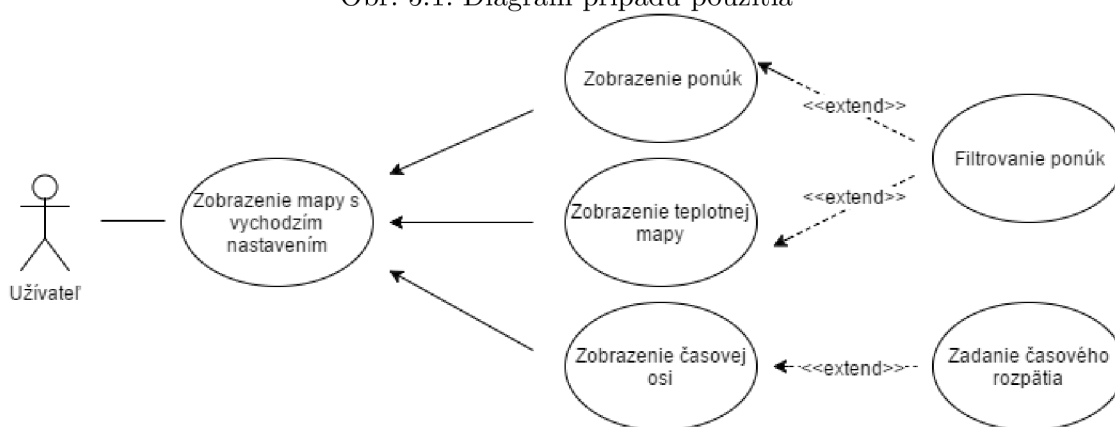 Obr. 3.1: Diagram prípadu použitia
Zobrazenie ponúk
<<extend>>
Filtrovanie ponúk
Zobrazenie mapy s
vychodzím
nastavením
Zobrazenie teplotnej
mapy
<<extend>>
Užívateľ
Zobrazenie časovej
osi
<<extend>>
Zadanie časového
rozpätia